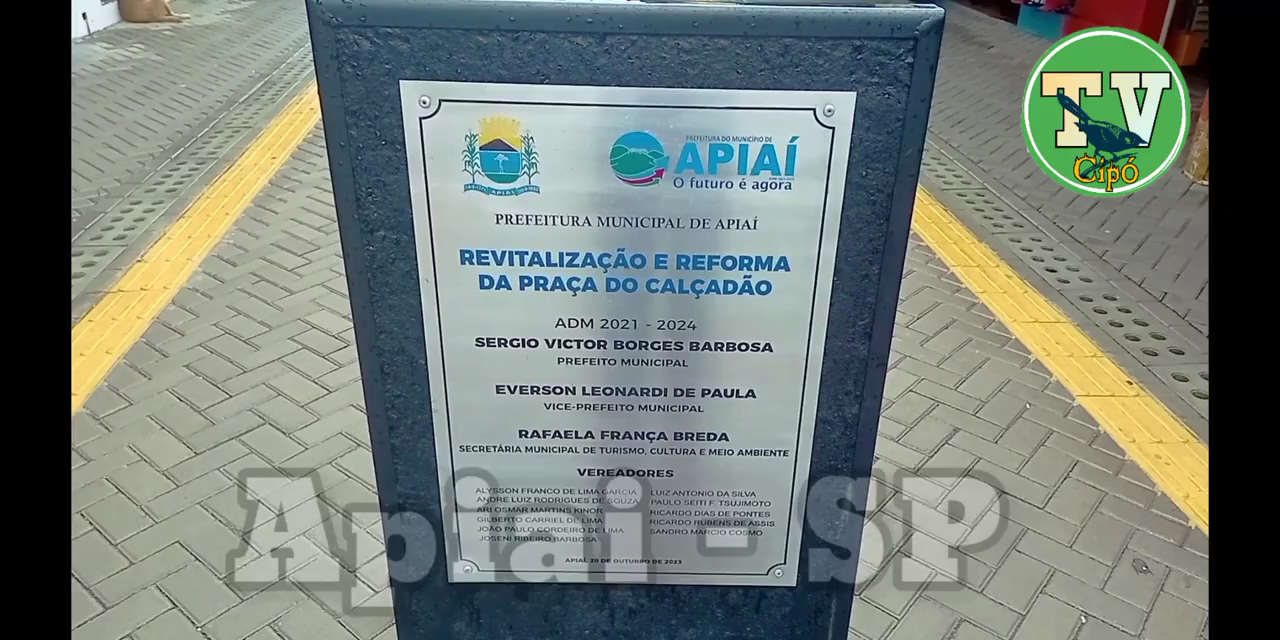 TV
Cipó
APIAÍ
PREFEITURA DO MUNICÍPIO DE
APIAÍ
O futuro é agora
PREFEITURA MUNICIPAL DE APIAÍ
REVITALIZAÇÃO E REFORMA
DA PRAÇA DO CALÇADÃO
ADM 2021 - 2024
SERGIO VICTOR BORGES BARBOSA
PREFEITO MUNICIPAL
EVERSON LEONARDI DE PAULA
VICE-PREFEITO MUNICIPAL
RAFAELA FRANÇA BREDA
SECRETÁRIA MUNICIPAL DE TURISMO, CULTURA E MEIO AMBIENTE
VEREADORES
ALYSSON FRANCO DE LIMA GARCIA
ANDRE LUIZ RODRIGUES DE SOUZA
ARI OSMAR MARTINS KINOR
GILBERTO CARRIEL DE LIMA
JOÃO PAULO CORDEIRO DE LIMA
JOSENI RIBEIRO BARBOSA
LUIZ ANTONIO DA SILVA
PAULO SEITI F. TSUJIMOTO
RICARDO DIAS DE PONTES
RICARDO RUBENS DE ASSIS
SANDRO MARCIO COSMO
APIAÍ 20 DE OUTUBRO DE 2023
Apiai - SP